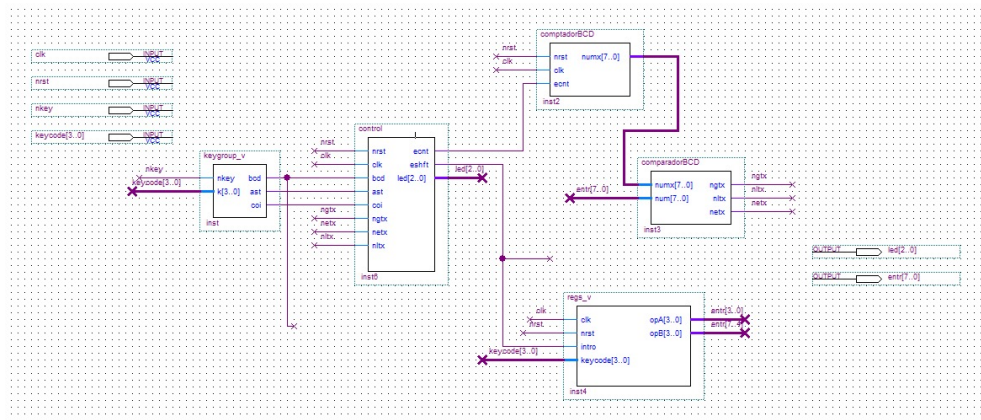 clk INPUT VCC
nrst INPUT VCC
nkey INPUT VCC
keycode[3..0] INPUT VCC
comptadorBCD
nrst.
clk
nrst numx[7..0]
clk
ecnt
inst2
control
nrst.
clk.
nrst ecnt
clk eshft
bcd led[2..0]
ast
coi
ngtx
netx
nltx
inst5
led[2..0]
ngtx
netx
nltx.
keygroup_v
nkey
keycode[3..0]
nkey bcd
k[3..0] ast
coi
inst
comparadorBCD
entr[7..0]
numx[7..0] ngtx
num[7..0] nltx
netx
inst3
ngtx
nltx.
netx
OUTPUT led[2..0]
OUTPUT entr[7..0]
regs_v
clk
nrst.
keycode[3..0]
clk opA[3..0]
nrst opB[3..0]
intro
keycode[3..0]
inst4
entr[3..0]